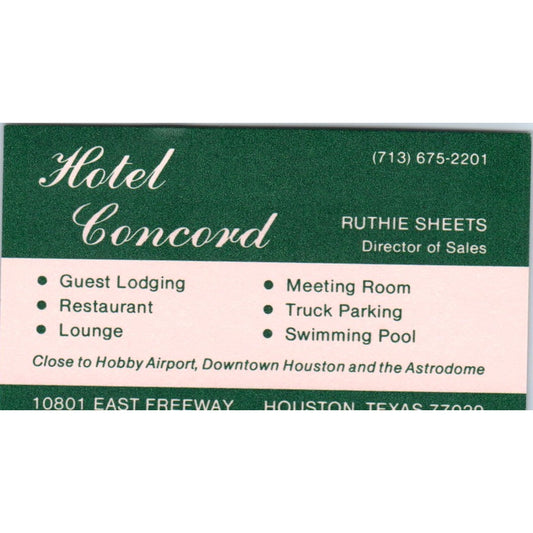 Hotel
Concord
(713) 675-2201
RUTHIE SHEETS
Director of Sales
• Guest Lodging
• Restaurant
• Lounge
• Meeting Room
• Truck Parking
• Swimming Pool
Close to Hobby Airport, Downtown Houston and the Astrodome
10801 EAST FREEWAY HOUSTON, TEXAS 77029